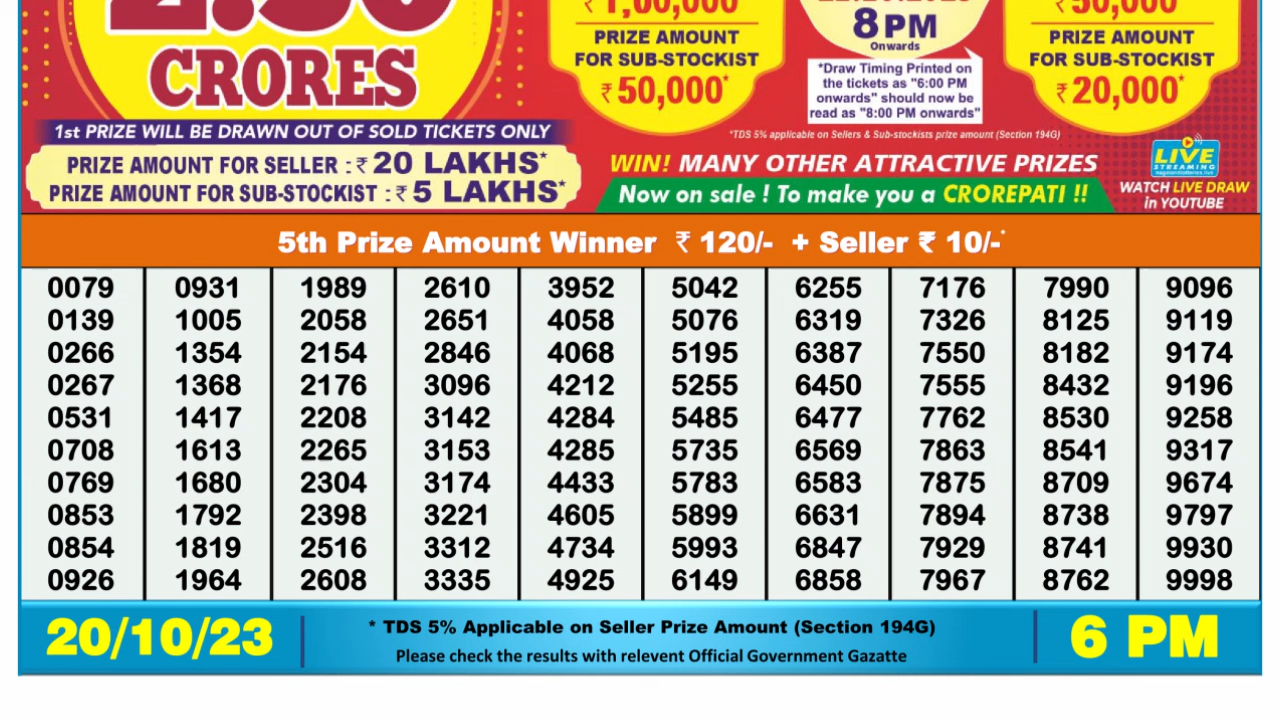 CRORES
1st PRIZE WILL BE DRAWN OUT OF SOLD TICKETS ONLY
PRIZE AMOUNT FOR SELLER : ₹ 20 LAKHS*
PRIZE AMOUNT FOR SUB-STOCKIST : ₹ 5 LAKHS*
₹ 1,00,000
PRIZE AMOUNT
FOR SUB-STOCKIST
₹ 50,000*
8 PM
Onwards
*Draw Timing Printed on
the tickets as "6:00 PM
onwards" should now be
read as "8:00 PM onwards"
₹ 50,000
PRIZE AMOUNT
FOR SUB-STOCKIST
₹ 20,000*
*TDS 5% applicable on Sellers & Sub-stockists prize amount (Section 194G)
WIN! MANY OTHER ATTRACTIVE PRIZES
Now on sale ! To make you a CROREPATI !!
LIVE
STREAMING
WATCH LIVE DRAW
in YOUTUBE
5th Prize Amount Winner ₹ 120/- + Seller ₹ 10/-*
0079 0931 1989 2610 3952 5042 6255 7176 7990 9096
0139 1005 2058 2651 4058 5076 6319 7326 8125 9119
0266 1354 2154 2846 4068 5195 6387 7550 8182 9174
0267 1368 2176 3096 4212 5255 6450 7555 8432 9196
0531 1417 2208 3142 4284 5485 6477 7762 8530 9258
0708 1613 2265 3153 4285 5735 6569 7863 8541 9317
0769 1680 2304 3174 4433 5783 6583 7875 8709 9674
0853 1792 2398 3221 4605 5899 6631 7894 8738 9797
0854 1819 2516 3312 4734 5993 6847 7929 8741 9930
0926 1964 2608 3335 4925 6149 6858 7967 8762 9998
20/10/23
* TDS 5% Applicable on Seller Prize Amount (Section 194G)
Please check the results with relevent Official Government Gazatte
6 PM